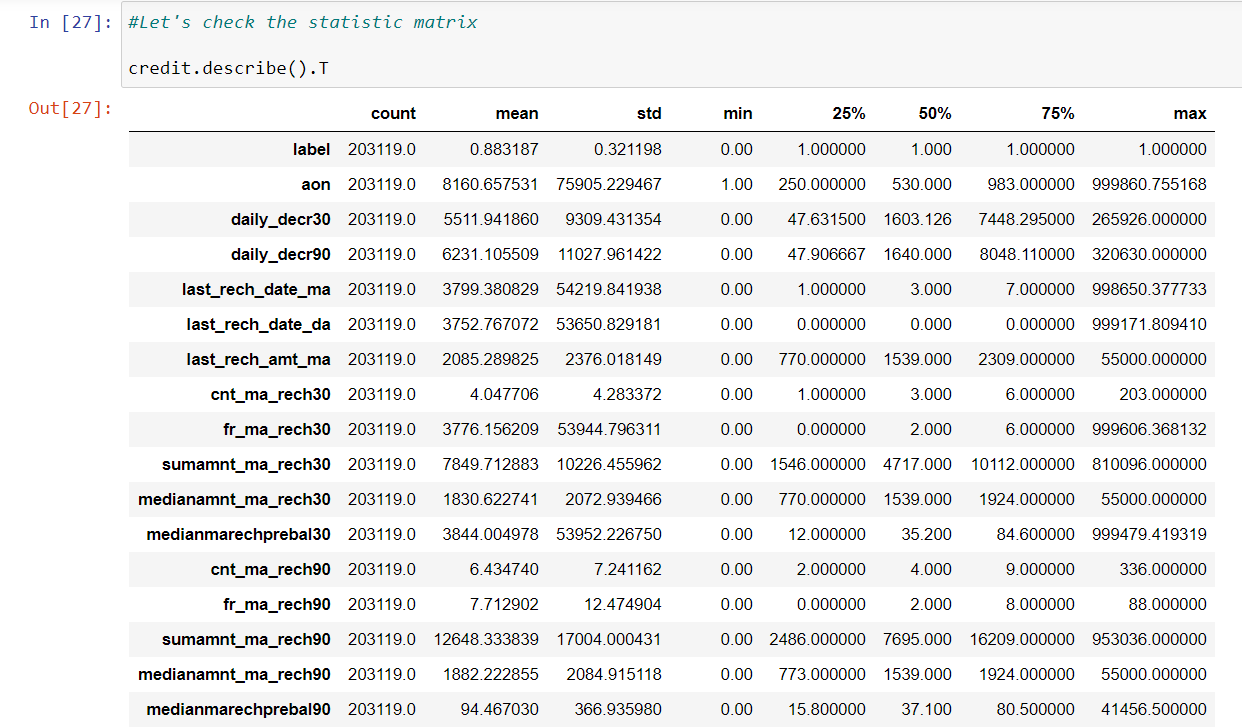 In [27]: #Let's check the statistic matrix
credit.describe().T
Out[27]:
count mean std min 25% 50% 75% max
label 203119.0 0.883187 0.321198 0.00 1.000000 1.000 1.000000 1.000000
aon 203119.0 8160.657531 75905.229467 1.00 250.000000 530.000 983.000000 999860.755168
daily_decr30 203119.0 5511.941860 9309.431354 0.00 47.631500 1603.126 7448.295000 265926.000000
daily_decr90 203119.0 6231.105509 11027.961422 0.00 47.906667 1640.000 8048.110000 320630.000000
last_rech_date_ma 203119.0 3799.380829 54219.841938 0.00 1.000000 3.000 7.000000 998650.377733
last_rech_date_da 203119.0 3752.767072 53650.829181 0.00 0.000000 0.000 0.000000 999171.809410
last_rech_amt_ma 203119.0 2085.289825 2376.018149 0.00 770.000000 1539.000 2309.000000 55000.000000
cnt_ma_rech30 203119.0 4.047706 4.283372 0.00 1.000000 3.000 6.000000 203.000000
fr_ma_rech30 203119.0 3776.156209 53944.796311 0.00 0.000000 2.000 6.000000 999606.368132
sumamnt_ma_rech30 203119.0 7849.712883 10226.455962 0.00 1546.000000 4717.000 10112.000000 810096.000000
medianamnt_ma_rech30 203119.0 1830.622741 2072.939466 0.00 770.000000 1539.000 1924.000000 55000.000000
medianmarechprebal30 203119.0 3844.004978 53952.226750 0.00 12.000000 35.200 84.600000 999479.419319
cnt_ma_rech90 203119.0 6.434740 7.241162 0.00 2.000000 4.000 9.000000 336.000000
fr_ma_rech90 203119.0 7.712902 12.474904 0.00 0.000000 2.000 8.000000 88.000000
sumamnt_ma_rech90 203119.0 12648.333839 17004.000431 0.00 2486.000000 7695.000 16209.000000 953036.000000
medianamnt_ma_rech90 203119.0 1882.222855 2084.915118 0.00 773.000000 1539.000 1924.000000 55000.000000
medianmarechprebal90 203119.0 94.467030 366.935980 0.00 15.800000 37.100 80.500000 41456.500000